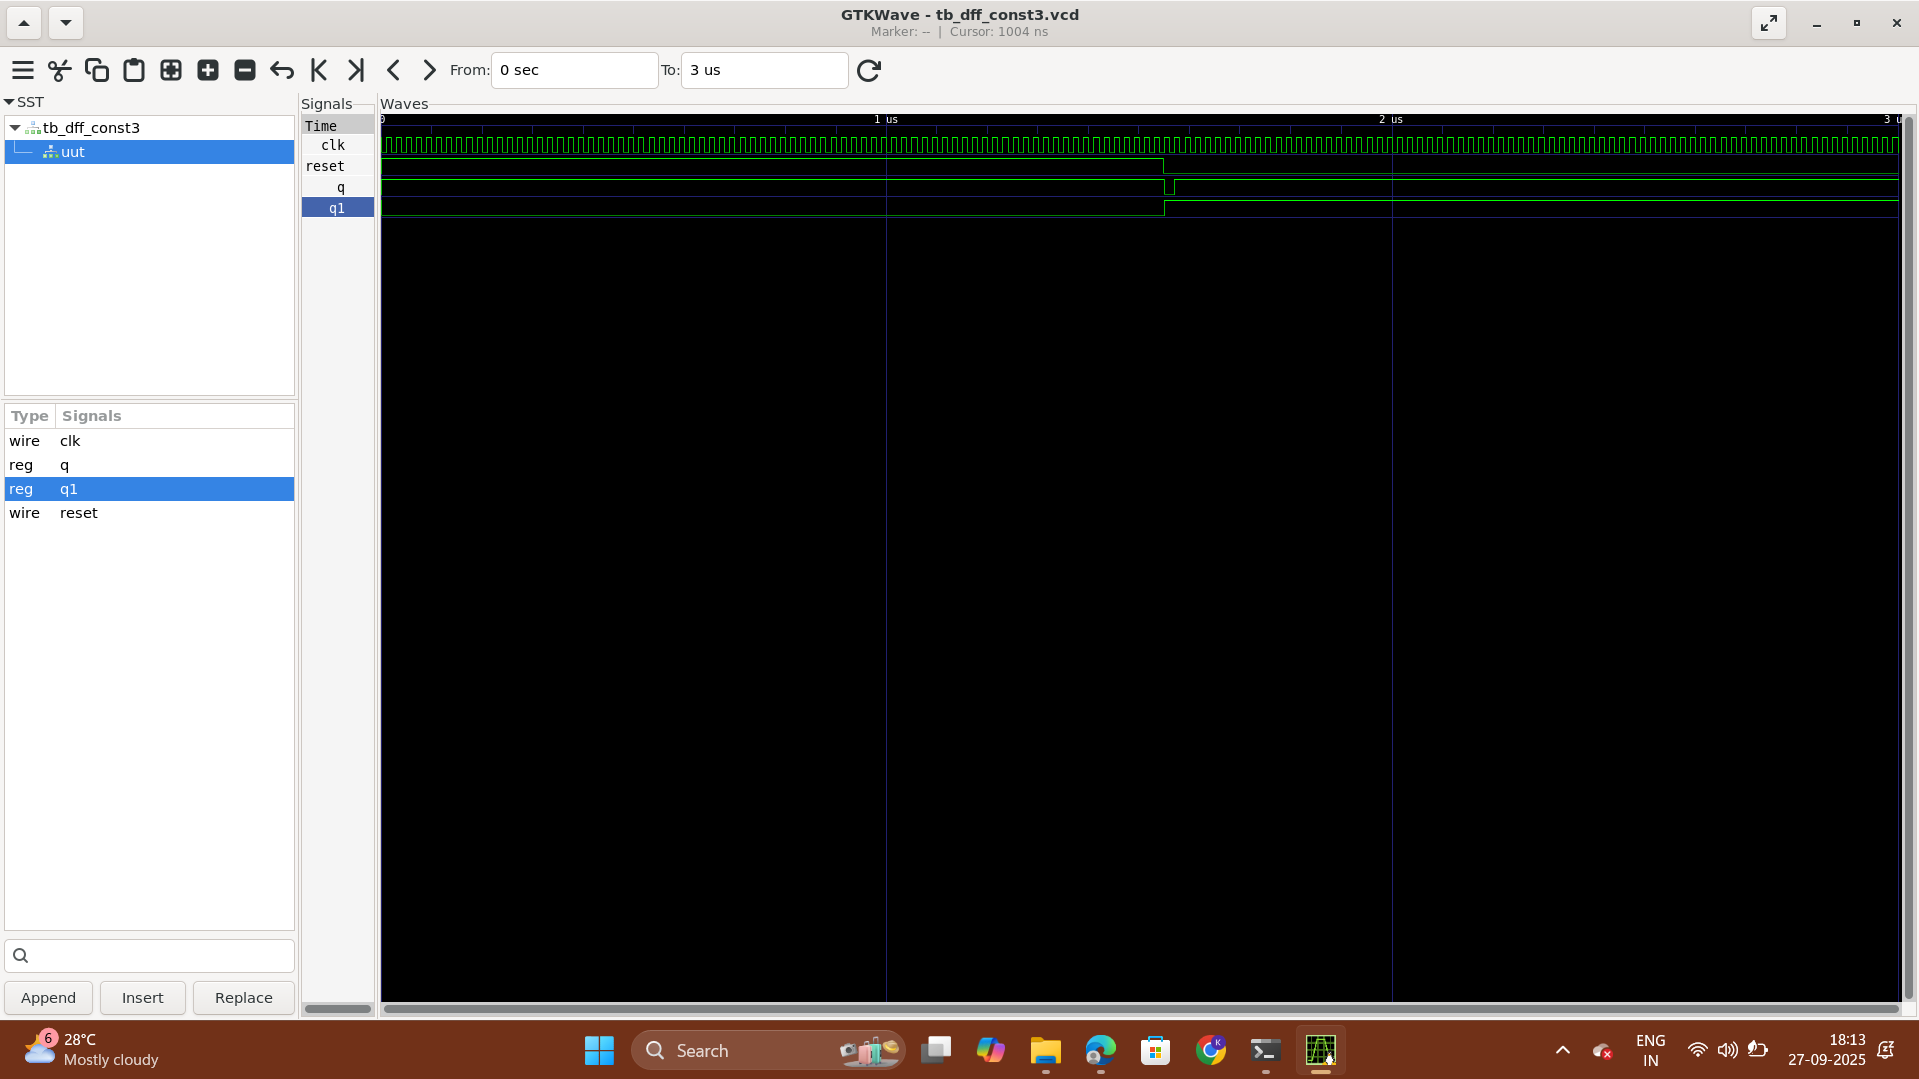 GTKWave - tb_dff_const3.vcd
Marker: -- | Cursor: 1004 ns
From: 0 sec To: 3 us
SST
tb_dff_const3
uut
Type Signals
wire clk
reg q
reg q1
wire reset
Append Insert Replace
Signals
Time
clk
reset
q
q1
Waves
0 1 us 2 us 3 u
6
28°C
Mostly cloudy
Search
K
ENG
IN
18:13
27-09-2025